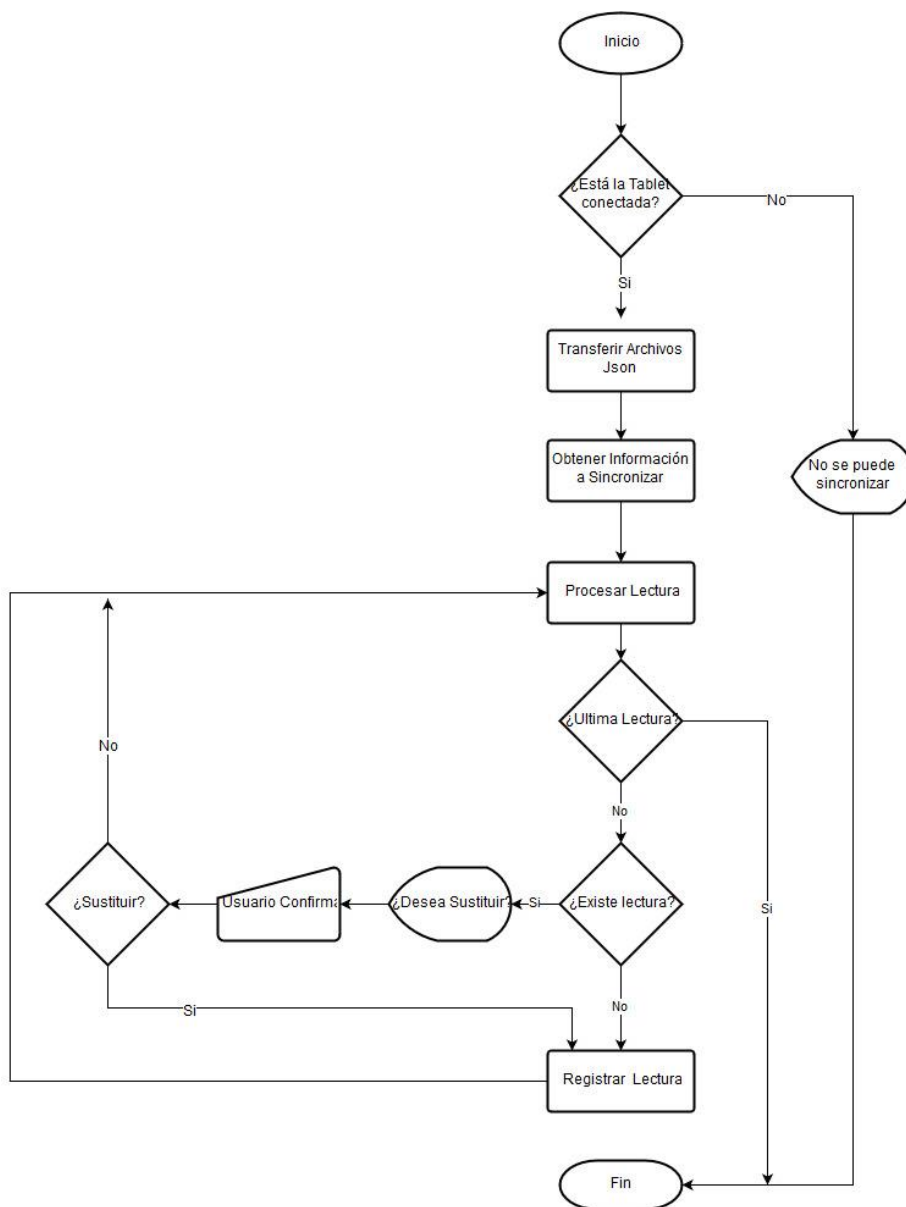 Inicio
¿Está la Tablet
conectada?
No
Si
Transferir Archivos
Json
Obtener Información
a Sincronizar
No se puede
sincronizar
Procesar Lectura
¿Ultima Lectura?
No
No
¿Sustituir?
Usuario Confirma
¿Desea Sustituir?
Si
¿Existe lectura?
Si
No
Si
Registrar Lectura
Fin